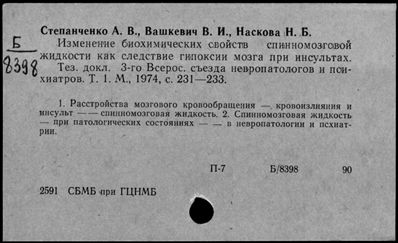 Степанченко А. В., Вашкевич В. И., Наскова Н. Б.
Б
8398
Изменение биохимических свойств спинномозговой
жидкости как следствие гипоксии мозга при инсультах.
Тез. докл. 3-го Всерос. съезда невропатологов и пси-
хиатров. Т. 1. М., 1974, с. 231—233.
1. Расстройства мозгового кровообращения — кровоизлияния и
инсульт — — спинномозговая жидкость. 2. Спинномозговая жидкость
— при патологических состояниях — — в невропатологии и психиат-
рии.
П-7 Б/8398 90
2591 СБМБ при ГЦНМБ